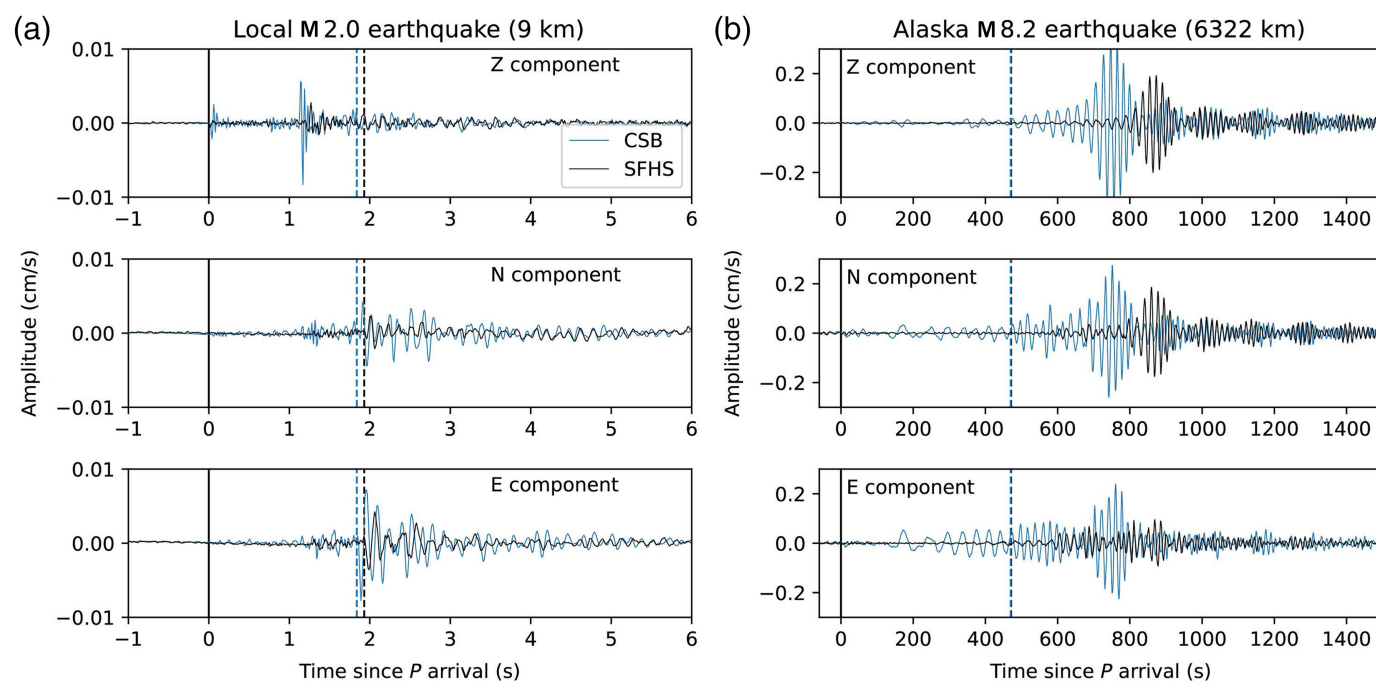 (a)
Local M 2.0 earthquake (9 km)
0.01
0.00
−0.01
Z component
CSB
SFHS
−1 0 1 2 3 4 5 6
0.01
0.00
−0.01
N component
−1 0 1 2 3 4 5 6
Amplitude (cm/s)
0.01
0.00
−0.01
E component
−1 0 1 2 3 4 5 6
Time since P arrival (s)
(b)
Alaska M 8.2 earthquake (6322 km)
0.2
0.0
−0.2
Z component
0 200 400 600 800 1000 1200 1400
0.2
0.0
−0.2
N component
0 200 400 600 800 1000 1200 1400
Amplitude (cm/s)
0.2
0.0
−0.2
E component
0 200 400 600 800 1000 1200 1400
Time since P arrival (s)